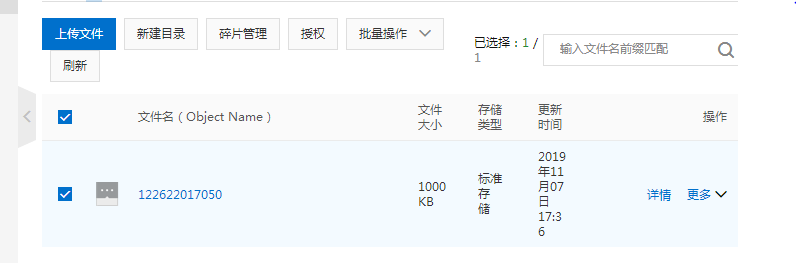 上传文件 新建目录 碎片管理 授权 批量操作
已选择：1 /
1
输入文件名前缀匹配
刷新
文件名（Object Name） 文件 存储 更新 操作
大小 类型 时间
122622017050
1000
KB
标准
存
储
2019
年11
月07
日
17:3
6
详情 更多